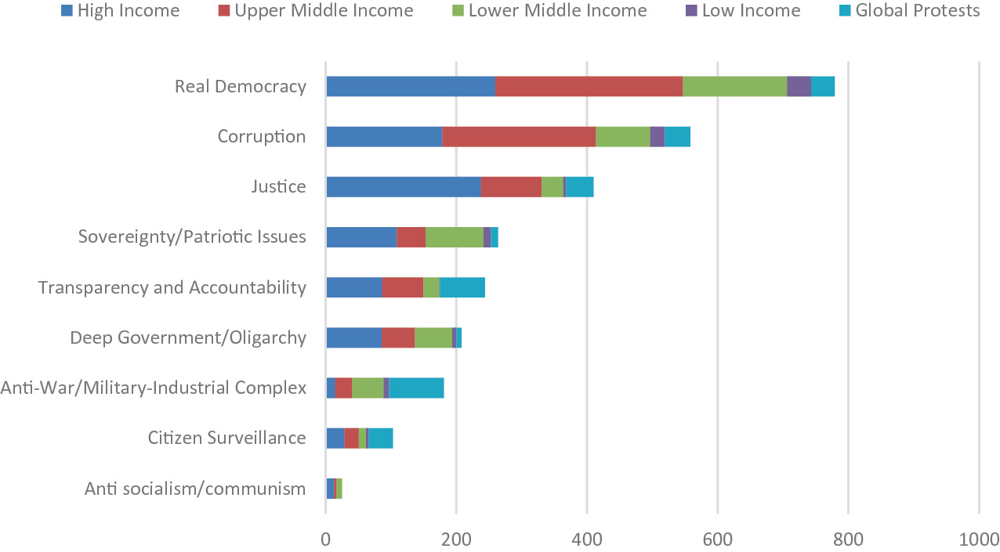 High Income Upper Middle Income Lower Middle Income Low Income Global Protests
Real Democracy
Corruption
Justice
Sovereignty/Patriotic Issues
Transparency and Accountability
Deep Government/Oligarchy
Anti-War/Military-Industrial Complex
Citizen Surveillance
Anti socialism/communism
0 200 400 600 800 1000